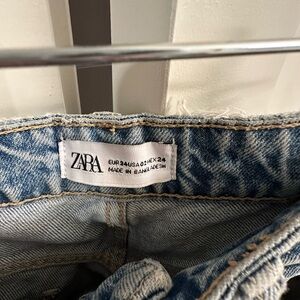 ZARA
EUR 34 USA 02 MEX 24
MADE IN BANGLADESH